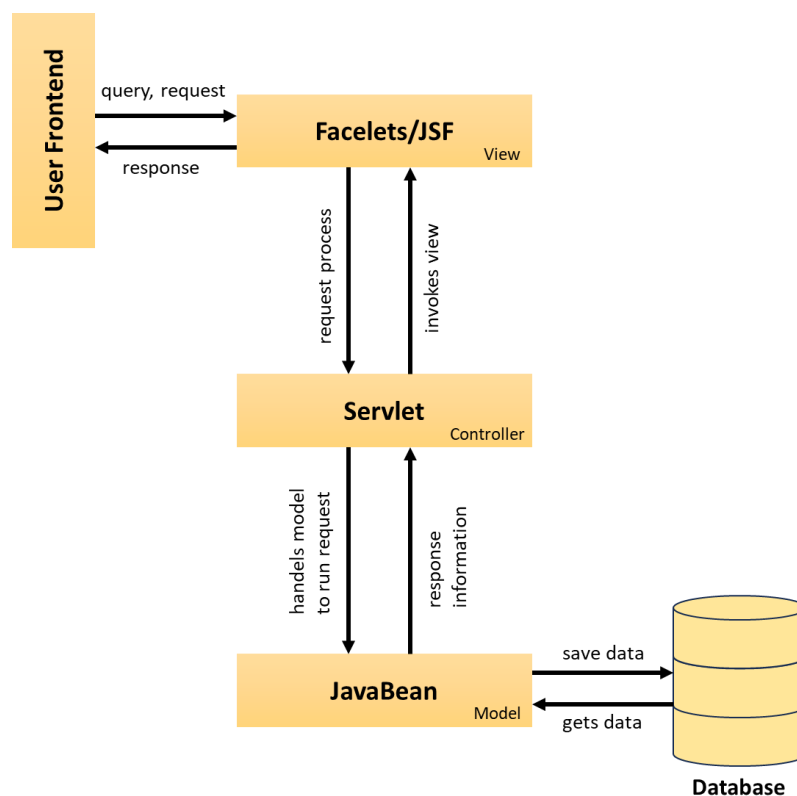 User Frontend
query, request
response
Facelets/JSF
View
request process
invokes view
Servlet
Controller
handels model
to run request
response
information
JavaBean
Model
save data
gets data
Database